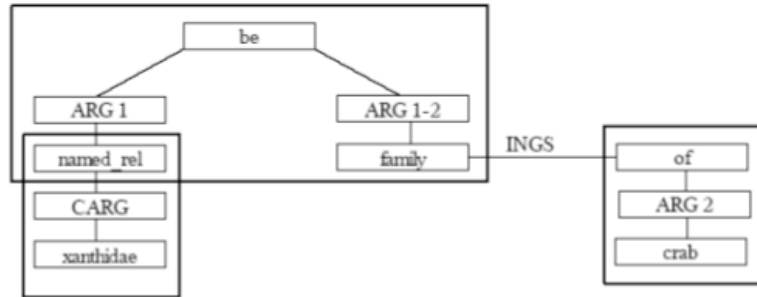 be
ARG 1
ARG 1-2
named_rel
family
INGS
of
CARG
ARG 2
xanthidae
crab